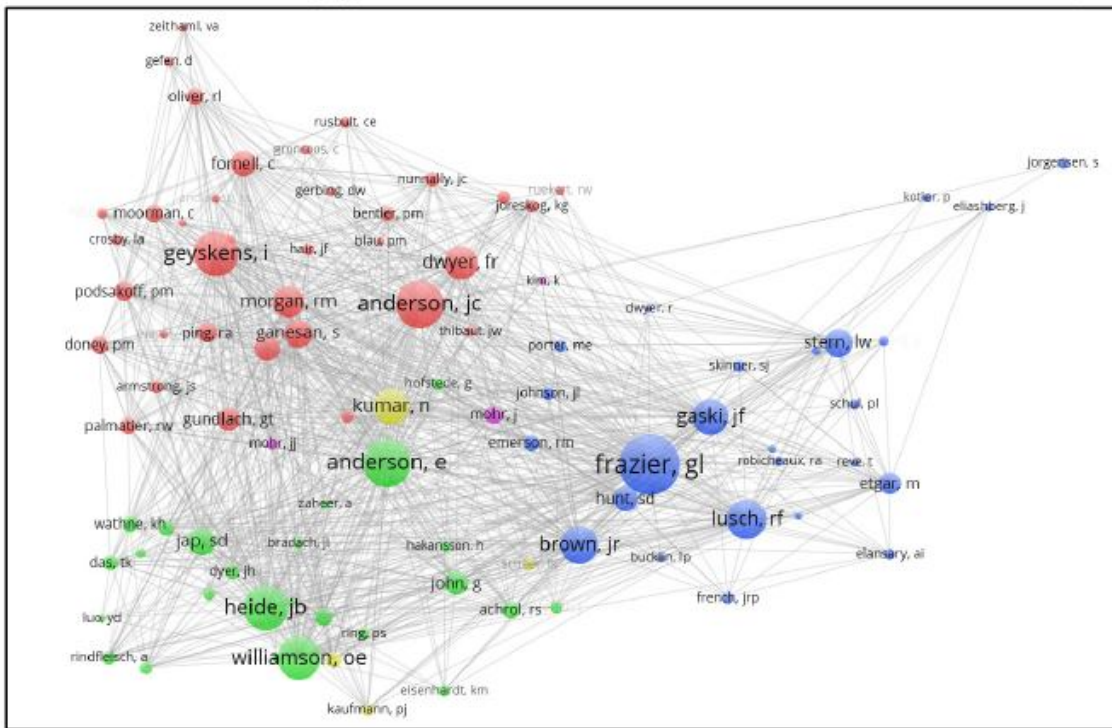 zeithaml, va
gefen, d
oliver, rl
rusbult, ce
gronroos, c
fornell, c
jorgensen, s
nunnally, jc
gerbing, dw
ruekert, rw
kotler, p
eliashberg, j
joreskog, kg
moorman, c
bentler, pm
crosby, la
blau, pm
hair, jf
geyskens, i
dwyer, fr
kim, k
podsakoff, pm
morgan, rm
anderson, jc
dwyer, r
ping, ra
ganesan, s
thibaut, jw
doney, pm
porter, me
stern, lw
skinner, sj
armstrong, js
hofstede, g
johnson, jl
kumar, n
schul, pl
palmatier, rw
gundlach, gt
mohr, j
gaski, jf
mohr, jj
emerson, rm
anderson, e
frazier, gl
robicheaux, ra
reve, t
etgar, m
hunt, sd
zaheer, a
lusch, rf
wathne, kh
jap, sd
bradach, ji
hakansson, h
brown, jr
bucklin, lp
elansary, ai
das, tk
dyer, jh
john, g
french, jrp
heide, jb
achrol, rs
luo, yd
ring, ps
rindfleisch, a
williamson, oe
eisenhardt, km
kaufmann, pj